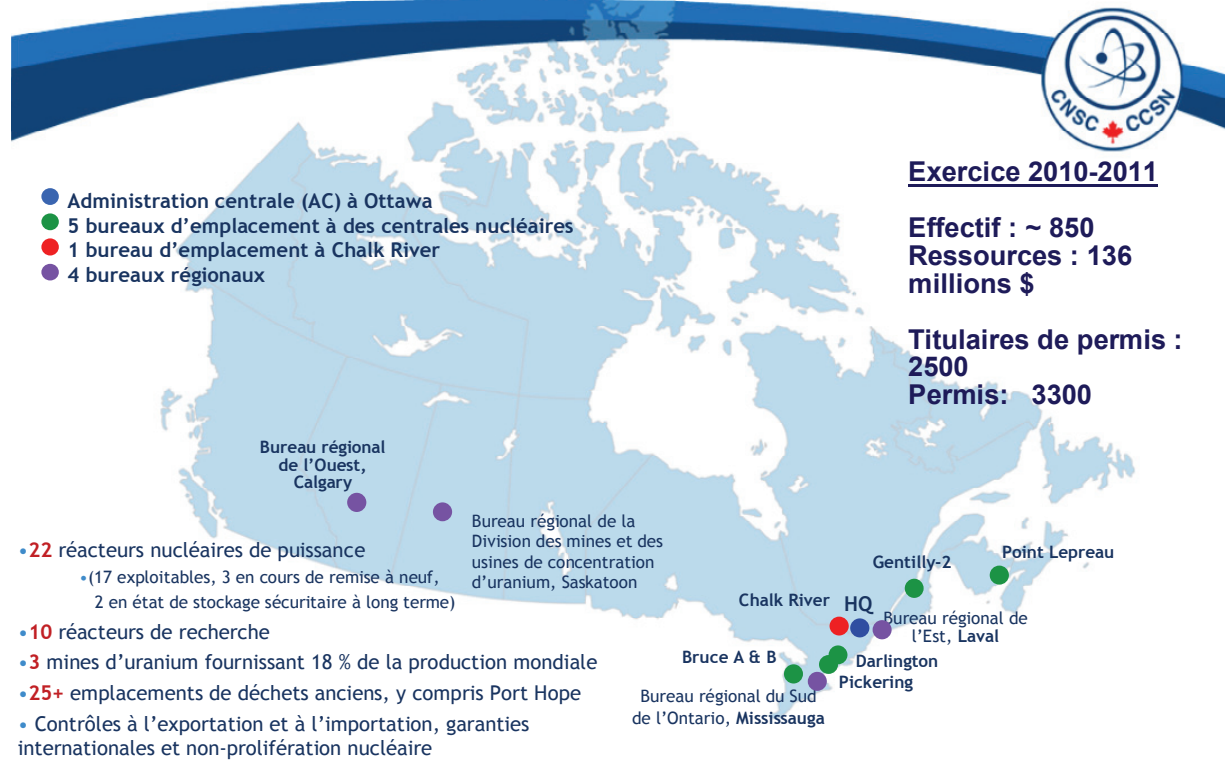 CNSC CCSN
Exercice 2010-2011
Effectif : ~ 850
Ressources : 136
millions $
Titulaires de permis :
2500
Permis: 3300
Administration centrale (AC) à Ottawa
5 bureaux d’emplacement à des centrales nucléaires
1 bureau d’emplacement à Chalk River
4 bureaux régionaux
Bureau régional
de l’Ouest,
Calgary
Bureau régional de la
Division des mines et des
usines de concentration
d’uranium, Saskatoon
•22 réacteurs nucléaires de puissance
•(17 exploitables, 3 en cours de remise à neuf,
2 en état de stockage sécuritaire à long terme)
•10 réacteurs de recherche
•3 mines d’uranium fournissant 18 % de la production mondiale
•25+ emplacements de déchets anciens, y compris Port Hope
• Contrôles à l’exportation et à l’importation, garanties
internationales et non-prolifération nucléaire
Gentilly-2
Point Lepreau
Chalk River
HQ
Bureau régional de
l’Est, Laval
Bruce A & B
Darlington
Pickering
Bureau régional du Sud
de l’Ontario, Mississauga